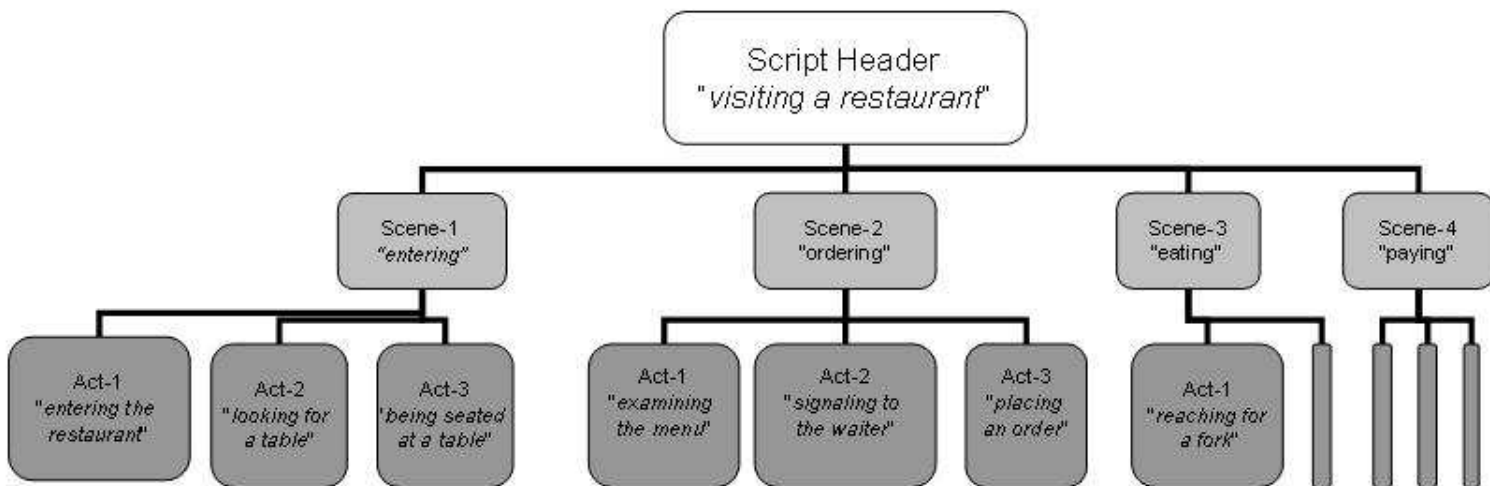 Script Header
"visiting a restaurant"
Scene-1
"entering"
Scene-2
"ordering"
Scene-3
"eating"
Scene-4
"paying"
Act-1
"entering the
restaurant"
Act-2
"looking for
a table"
Act-3
"being seated
at a table"
Act-1
"examining
the menu"
Act-2
"signaling to
the waiter"
Act-3
"placing
an order"
Act-1
"reaching for
a fork"